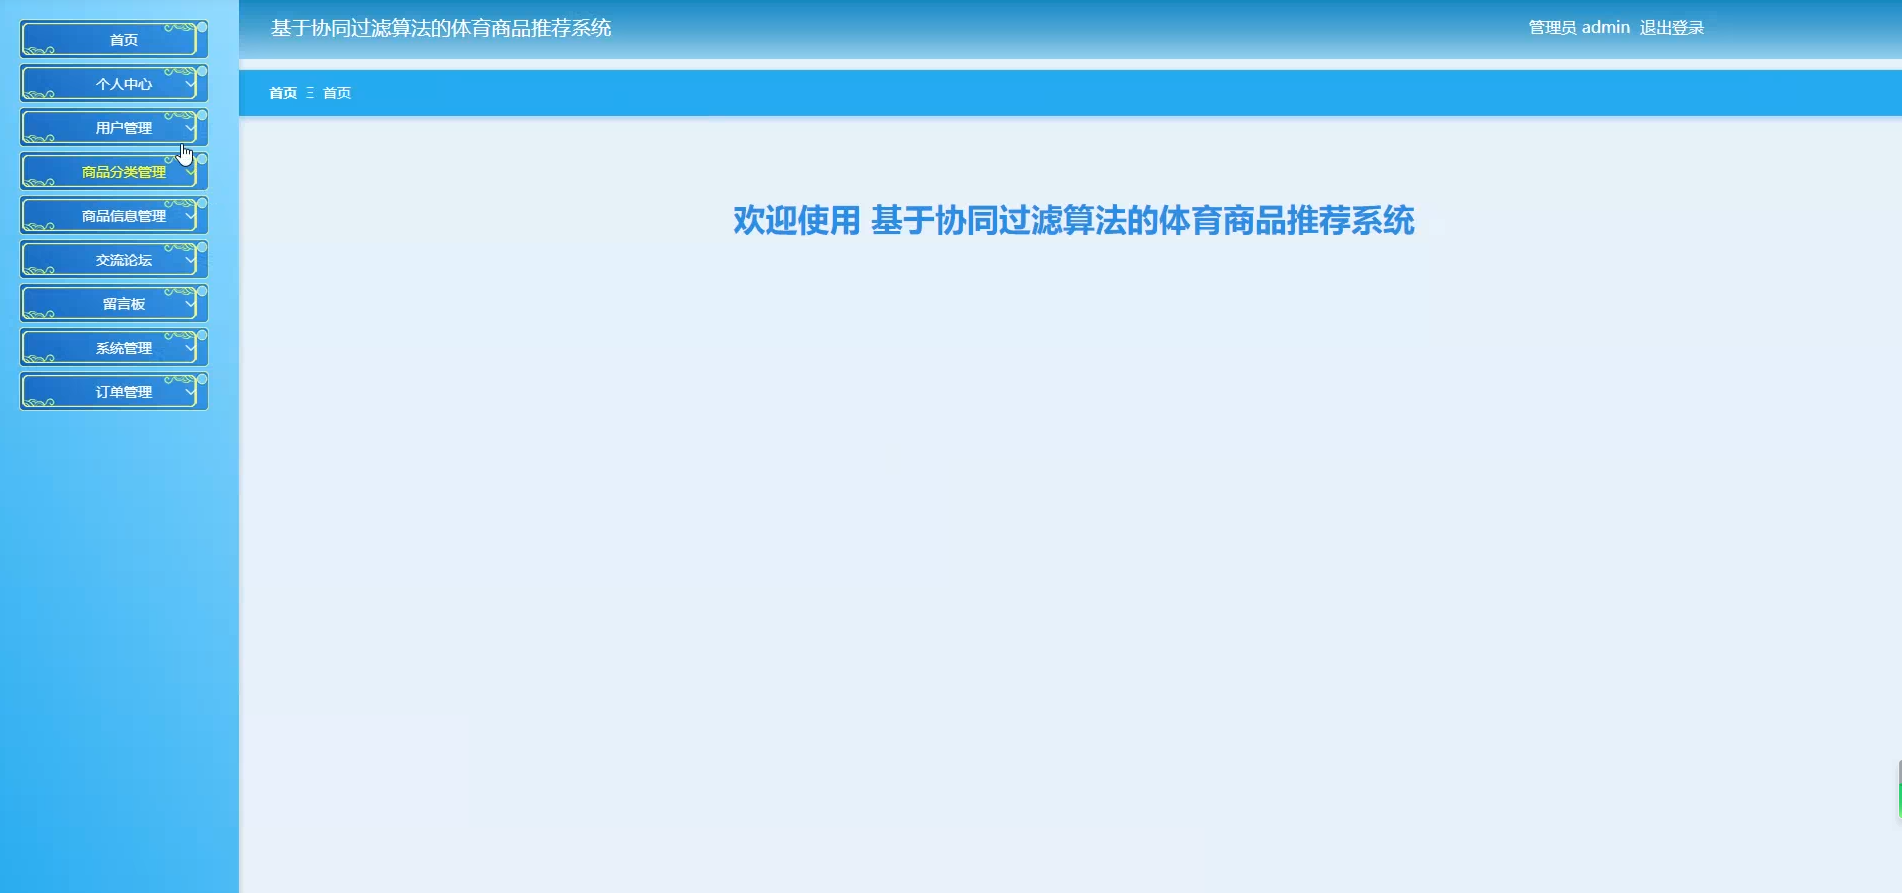 首页
个人中心
用户管理
商品分类管理
商品信息管理
交流论坛
留言板
系统管理
订单管理
基于协同过滤算法的体育商品推荐系统
管理员 admin 退出登录
首页 Ξ 首页
欢迎使用 基于协同过滤算法的体育商品推荐系统